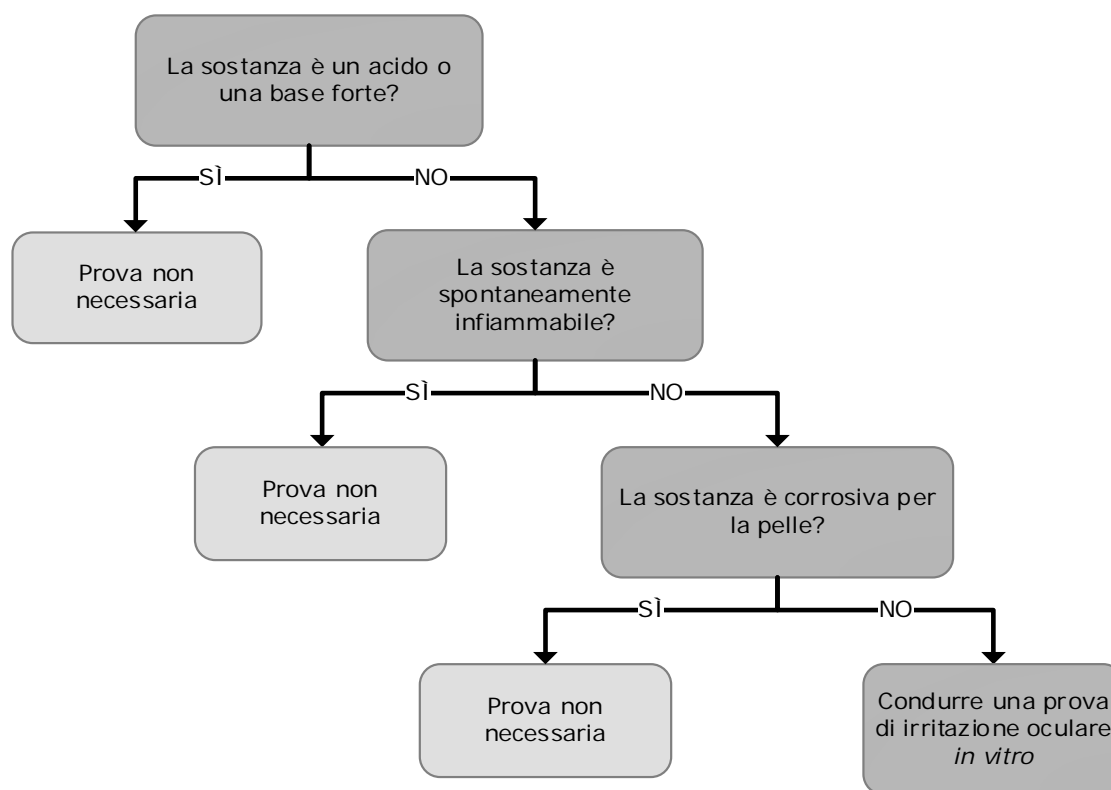 La sostanza è un acido o
una base forte?
SÌ
NO
Prova non
necessaria
La sostanza è
spontaneamente
infiammabile?
SÌ
NO
Prova non
necessaria
La sostanza è corrosiva per
la pelle?
SÌ
NO
Prova non
necessaria
Condurre una prova
di irritazione oculare
in vitro